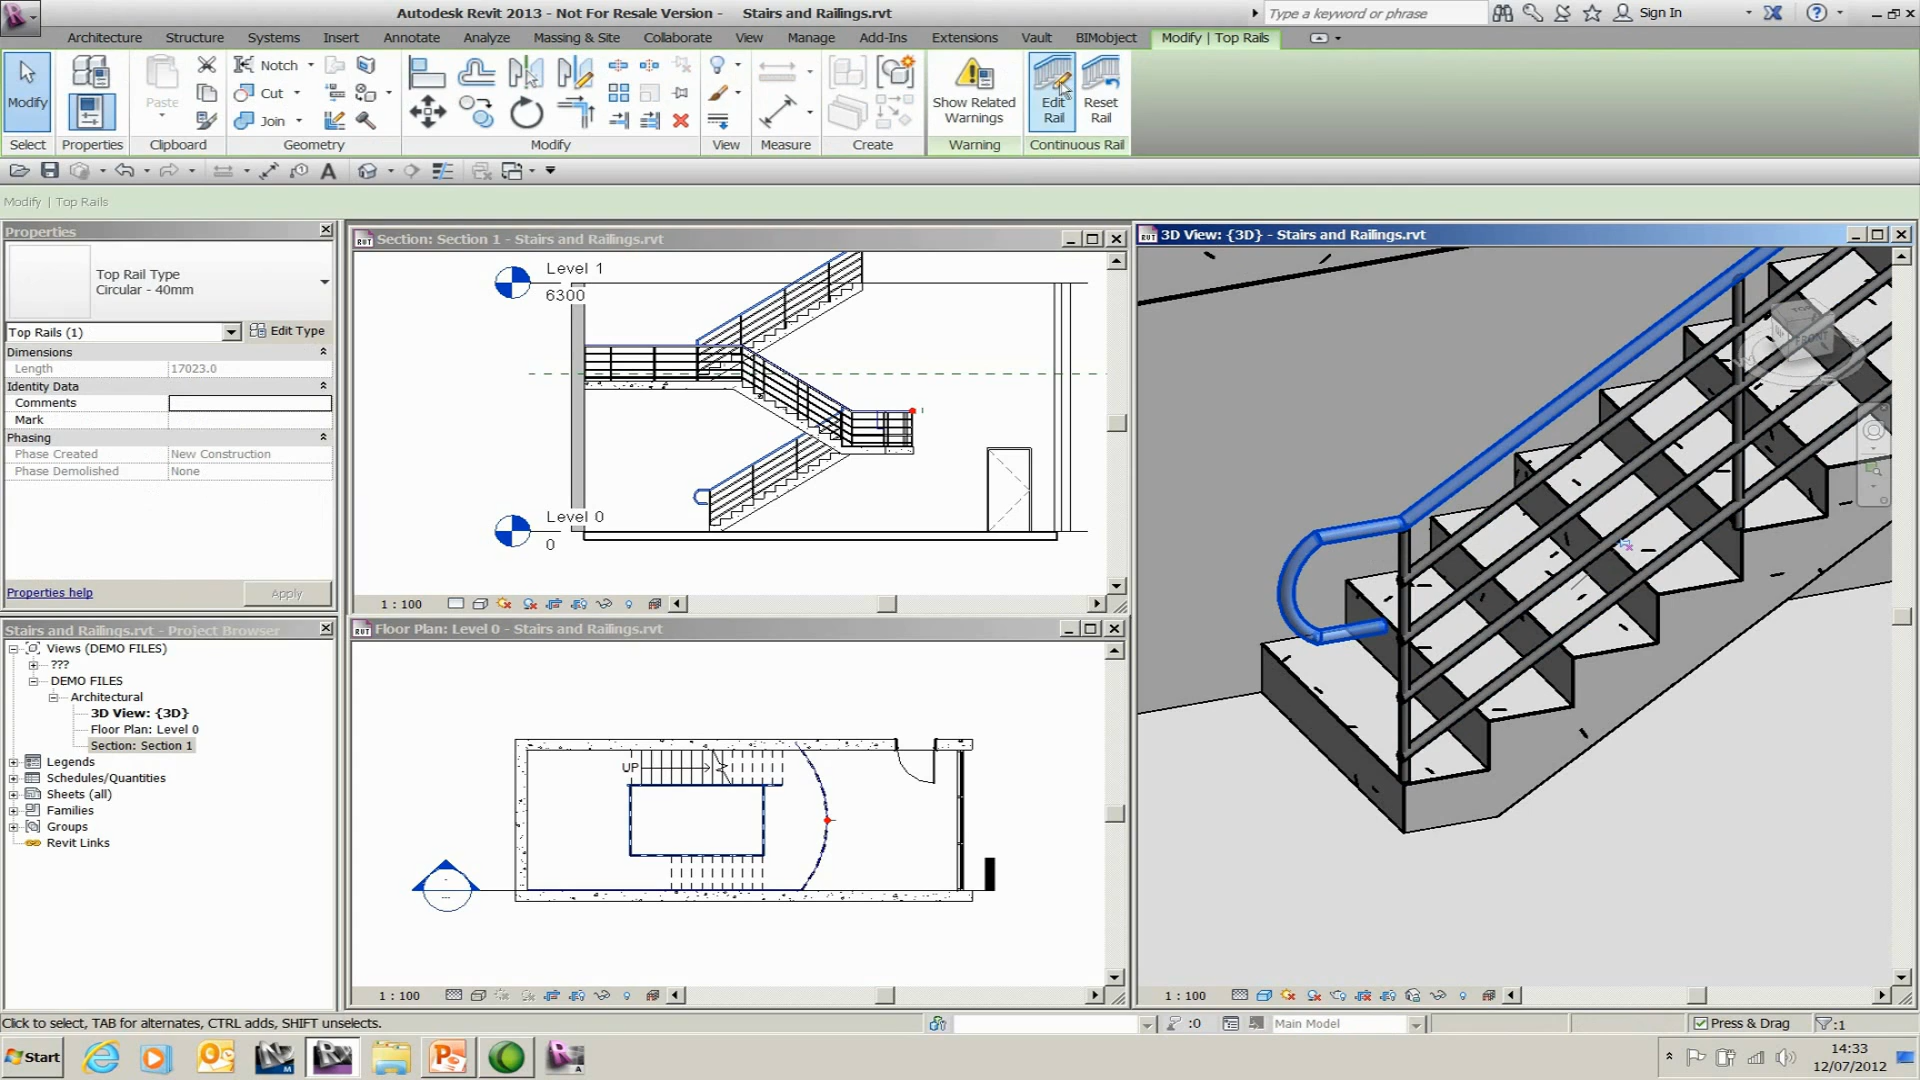 Autodesk Revit 2013 - Not For Resale Version - Stairs and Railings.rvt
Type a keyword or phrase
Sign In
Architecture Structure Systems Insert Annotate Analyze Massing & Site Collaborate View Manage Add-Ins Extensions Vault BIMobject Modify | Top Rails
Modify
Paste
Notch
Cut
Join
Show Related Warnings
Edit Rail
Reset Rail
Select Properties Clipboard Geometry Modify View Measure Create Warning Continuous Rail
Modify | Top Rails
Properties
Top Rail Type
Circular - 40mm
Top Rails (1)
Edit Type
Dimensions
Length 17023.0
Identity Data
Comments
Mark
Phasing
Phase Created New Construction
Phase Demolished None
Properties help
Apply
Stairs and Railings.rvt - Project Browser
Views (DEMO FILES)
???
DEMO FILES
Architectural
3D View: {3D}
Floor Plan: Level 0
Section: Section 1
Legends
Schedules/Quantities
Sheets (all)
Families
Groups
Revit Links
Section: Section 1 - Stairs and Railings.rvt
Level 1
6300
Level 0
0
1 : 100
Floor Plan: Level 0 - Stairs and Railings.rvt
UP
1 : 100
3D View: {3D} - Stairs and Railings.rvt
TOP
FRONT
1 : 100
Click to select, TAB for alternates, CTRL adds, SHIFT unselects.
:0
Main Model
Press & Drag
:1
Start
14:33
12/07/2012